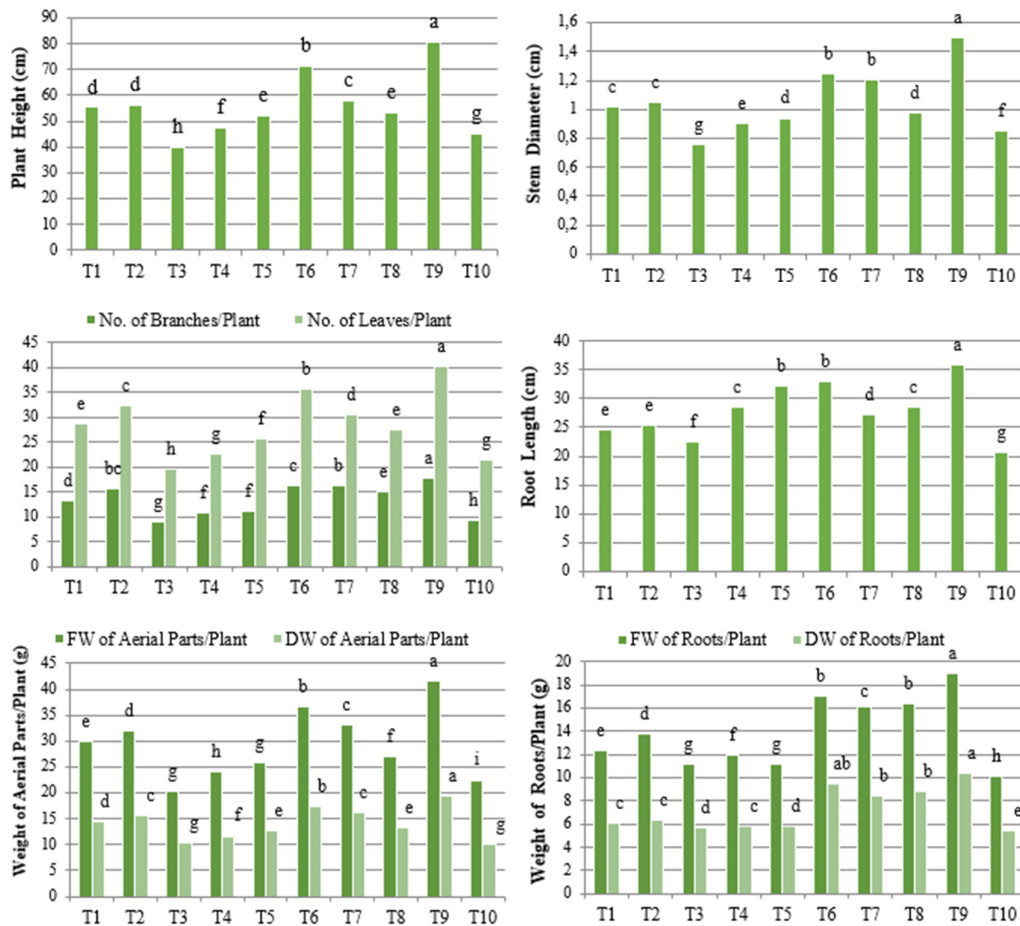 Plant Height (cm)
90
80
70
60
50
40
30
20
10
0
d d h f e b c e a g
T1 T2 T3 T4 T5 T6 T7 T8 T9 T10
Stem Diameter (cm)
1,6
1,4
1,2
1
0,8
0,6
0,4
0,2
0
c c g e d b b d a f
T1 T2 T3 T4 T5 T6 T7 T8 T9 T10
No. of Branches/Plant No. of Leaves/Plant
45
40
35
30
25
20
15
10
5
0
e c h g f b d e a g
d bc g f f c b e a h
T1 T2 T3 T4 T5 T6 T7 T8 T9 T10
Root Length (cm)
40
35
30
25
20
15
10
5
0
e e f c b b d c a g
T1 T2 T3 T4 T5 T6 T7 T8 T9 T10
FW of Aerial Parts/Plant DW of Aerial Parts/Plant
Weight of Aerial Parts/Plant (g)
45
40
35
30
25
20
15
10
5
0
e d g h g b c f a i
d c g f e b c e a g
T1 T2 T3 T4 T5 T6 T7 T8 T9 T10
FW of Roots/Plant DW of Roots/Plant
Weight of Roots/Plant (g)
20
18
16
14
12
10
8
6
4
2
0
e d g f g b c b a h
c c d c d ab b b a e
T1 T2 T3 T4 T5 T6 T7 T8 T9 T10